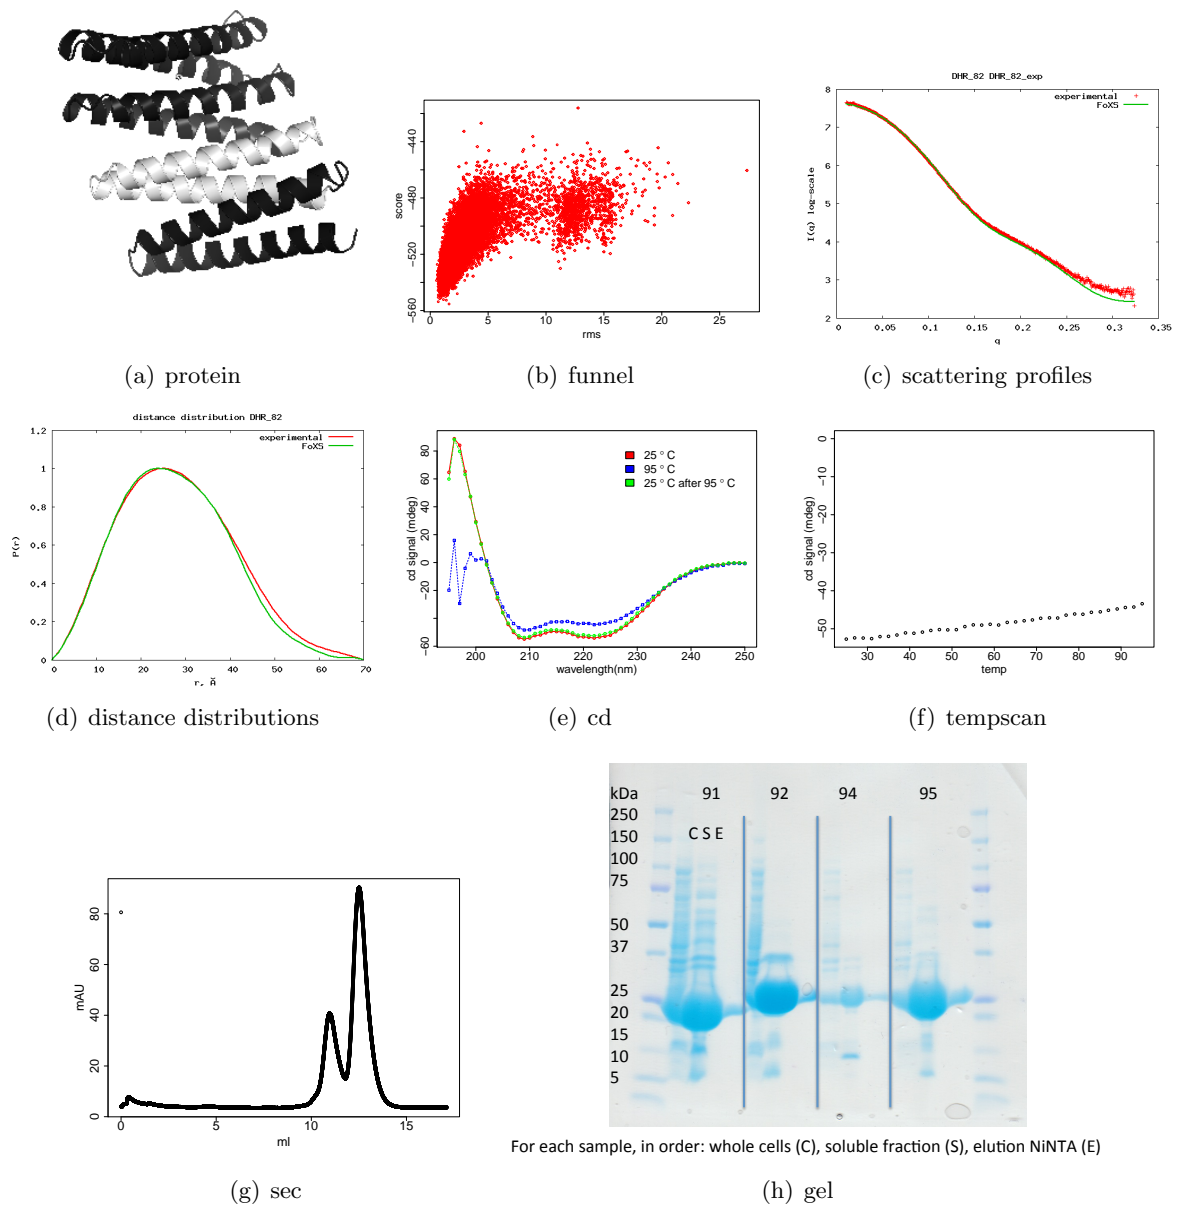 (a) protein
score
−440
−480
−520
−560
0 5 10 15 20 25
rms
(b) funnel
DHR_82 DHR_82_exp
experimental
FoXS
I(q) log-scale
8
7
6
5
4
3
2
0 0.05 0.1 0.15 0.2 0.25 0.3 0.35
q
(c) scattering profiles
distance distribution DHR_82
experimental
FoXS
P(r)
1.2
1
0.8
0.6
0.4
0.2
0
0 10 20 30 40 50 60 70
r, Å
(d) distance distributions
25 °C
95 °C
25 °C after 95 °C
cd signal (mdeg)
80
60
40
20
0
−20
−60
200 210 220 230 240 250
wavelength(nm)
(e) cd
cd signal (mdeg)
0
−10
−20
−30
−40
−50
30 40 50 60 70 80 90
temp
(f) tempscan
mAU
80
60
40
20
0
0 5 10 15
ml
(g) sec
kDa 91 92 94 95
250
150 C S E
100
75
50
37
25
20
15
10
5
For each sample, in order: whole cells (C), soluble fraction (S), elution NiNTA (E)
(h) gel